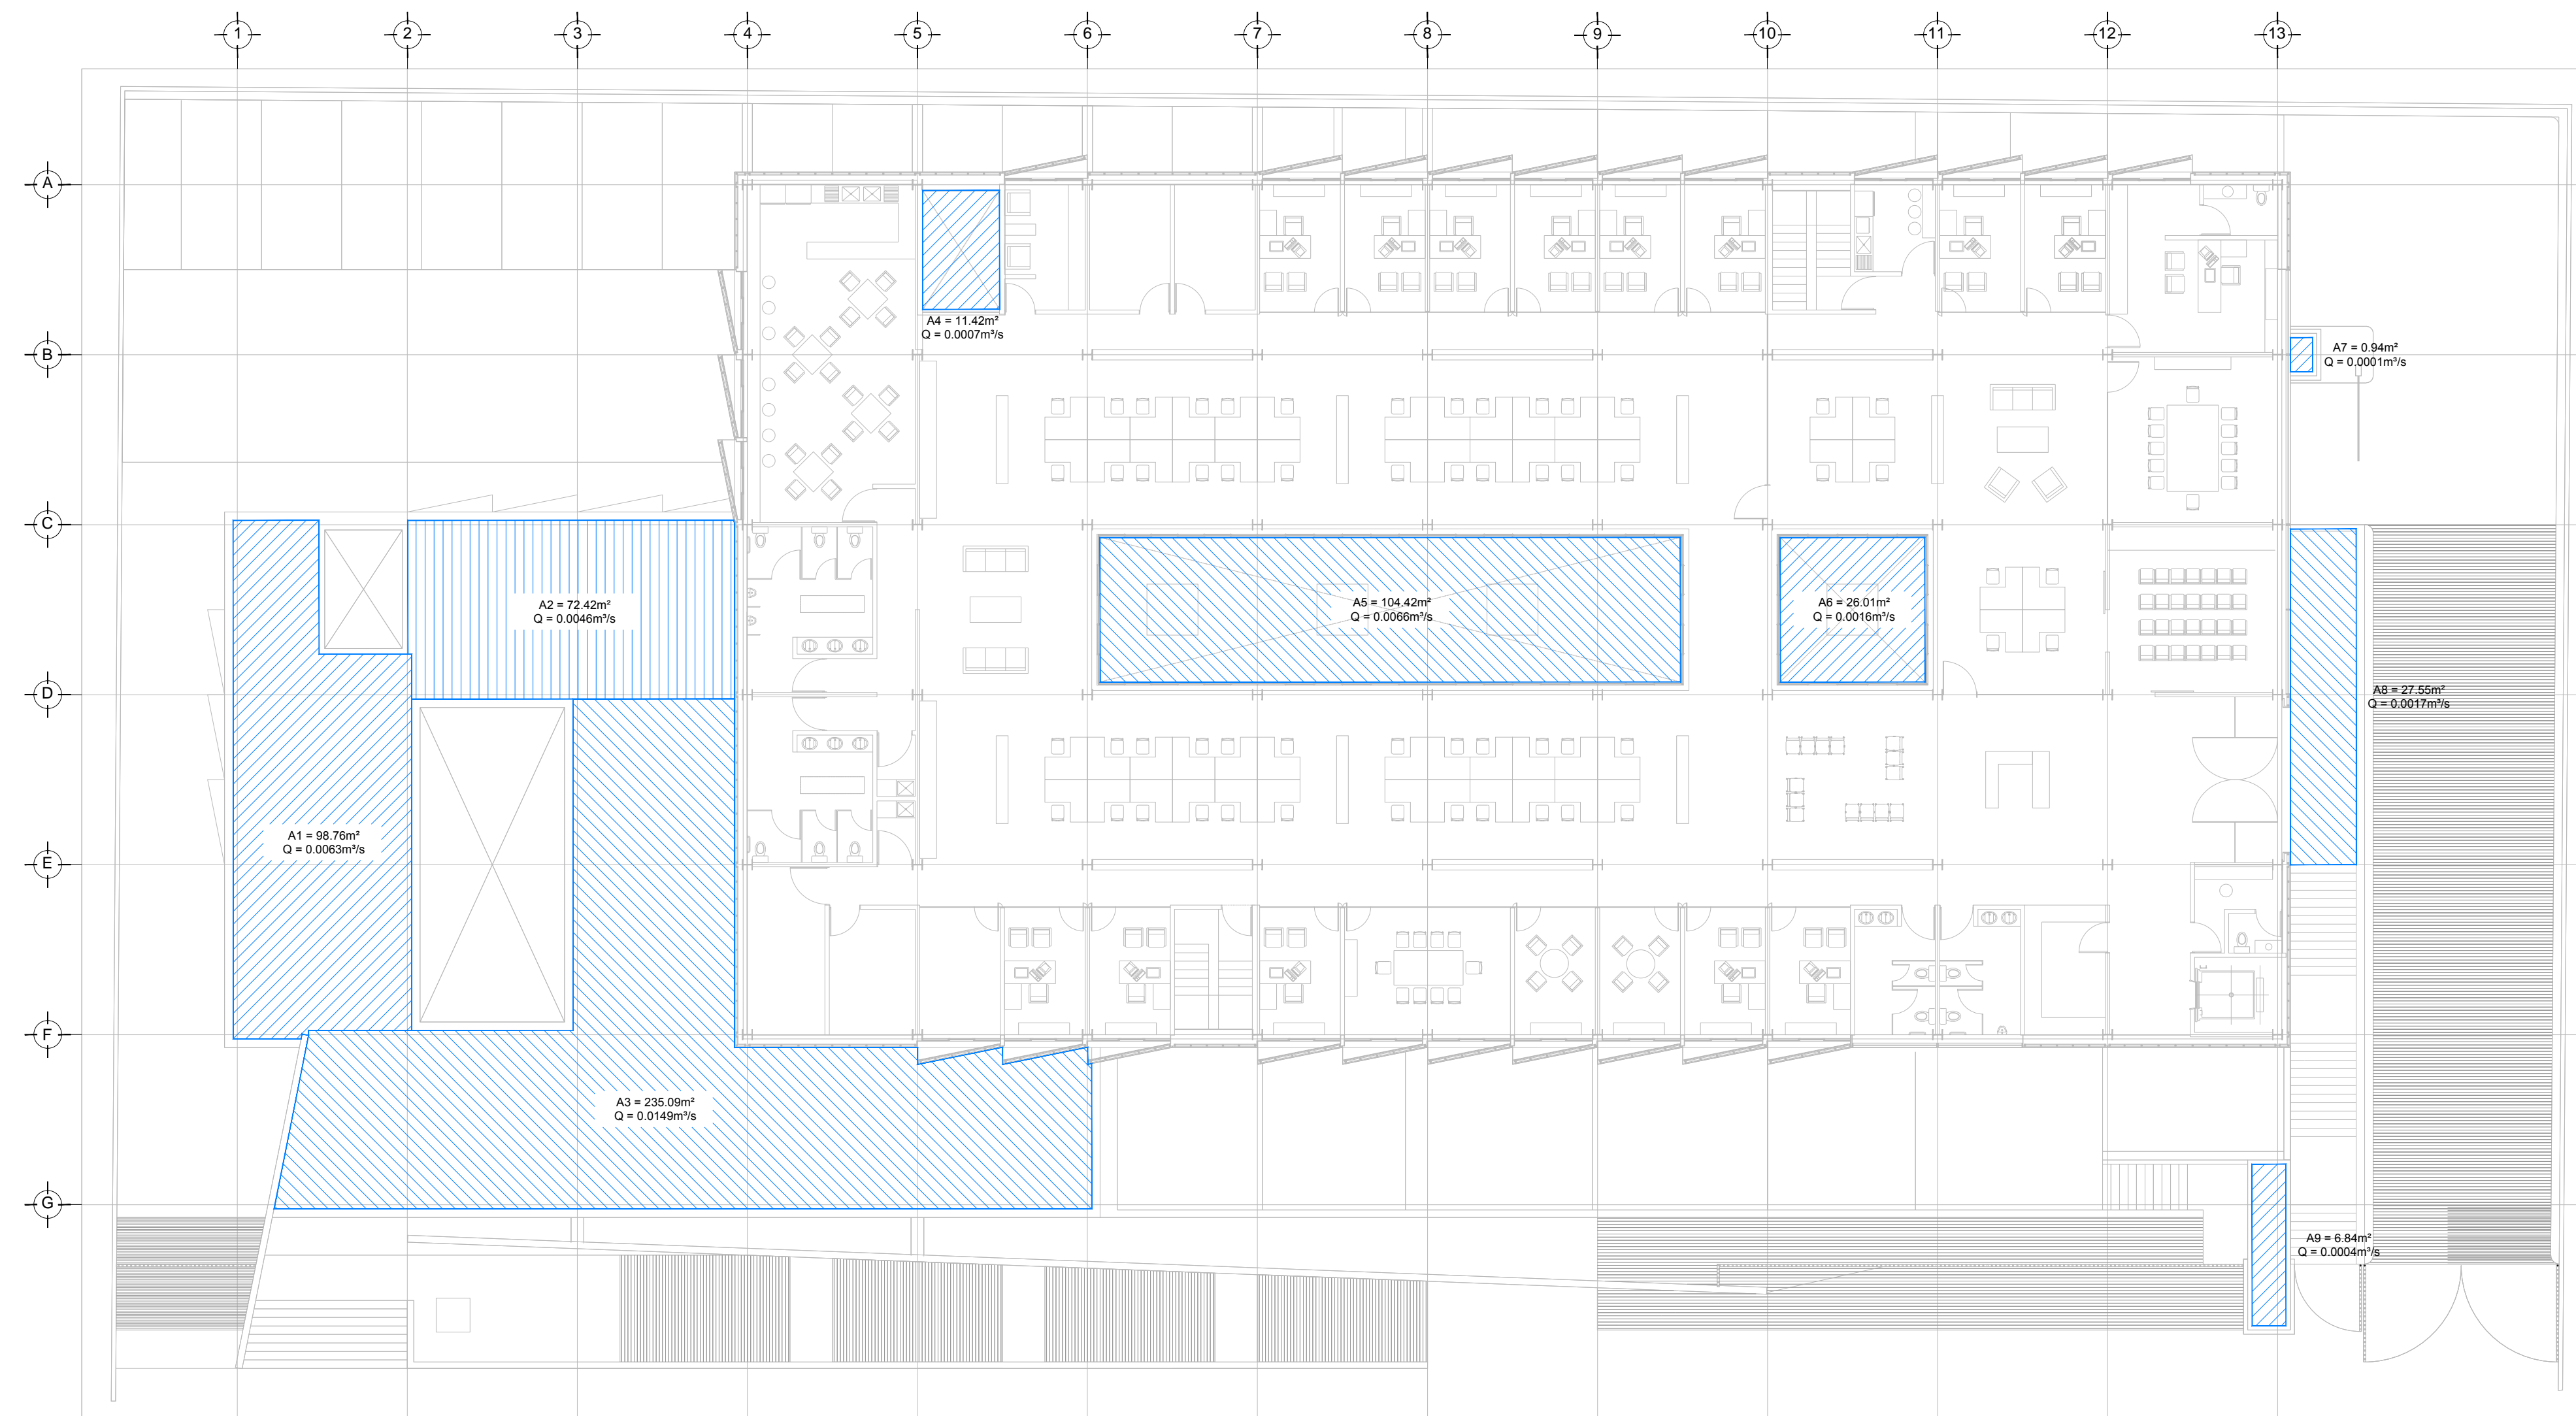 1
2
3
4
5
6
7
8
9
10
11
12
13
A
B
C
D
E
F
G
A4 = 11.42m²
Q = 0.0007m³/s
A7 = 0.94m²
Q = 0.0001m³/s
A2 = 72.42m²
Q = 0.0046m³/s
A5 = 104.42m²
Q = 0.0066m³/s
A6 = 26.01m²
Q = 0.0016m³/s
A8 = 27.55m²
Q = 0.0017m³/s
A1 = 98.76m²
Q = 0.0063m³/s
A3 = 235.09m²
Q = 0.0149m³/s
A9 = 6.84m²
Q = 0.0004m³/s